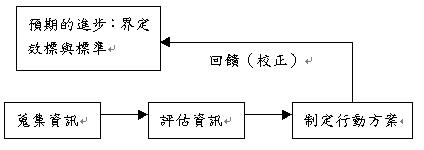 預期的進步：界定
效標與標準
回饋（校正）
蒐集資訊
評估資訊
制定行動方案